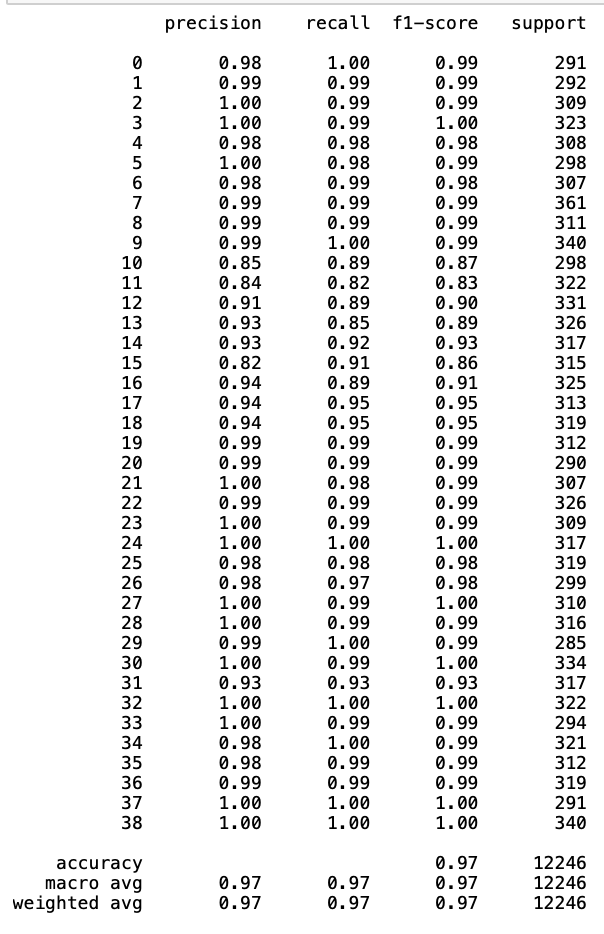 precision recall f1-score support
0 0.98 1.00 0.99 291
1 0.99 0.99 0.99 292
2 1.00 0.99 0.99 309
3 1.00 0.99 1.00 323
4 0.98 0.98 0.98 308
5 1.00 0.98 0.99 298
6 0.98 0.99 0.98 307
7 0.99 0.99 0.99 361
8 0.99 0.99 0.99 311
9 0.99 1.00 0.99 340
10 0.85 0.89 0.87 298
11 0.84 0.82 0.83 322
12 0.91 0.89 0.90 331
13 0.93 0.85 0.89 326
14 0.93 0.92 0.93 317
15 0.82 0.91 0.86 315
16 0.94 0.89 0.91 325
17 0.94 0.95 0.95 313
18 0.94 0.95 0.95 319
19 0.99 0.99 0.99 312
20 0.99 0.99 0.99 290
21 1.00 0.98 0.99 307
22 0.99 0.99 0.99 326
23 1.00 0.99 0.99 309
24 1.00 1.00 1.00 317
25 0.98 0.98 0.98 319
26 0.98 0.97 0.98 299
27 1.00 0.99 1.00 310
28 1.00 0.99 0.99 316
29 0.99 1.00 0.99 285
30 1.00 0.99 1.00 334
31 0.93 0.93 0.93 317
32 1.00 1.00 1.00 322
33 1.00 0.99 0.99 294
34 0.98 1.00 0.99 321
35 0.98 0.99 0.99 312
36 0.99 0.99 0.99 319
37 1.00 1.00 1.00 291
38 1.00 1.00 1.00 340
accuracy 0.97 12246
macro avg 0.97 0.97 0.97 12246
weighted avg 0.97 0.97 0.97 12246